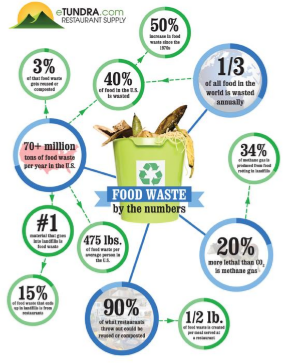 eTUNDRA.com
RESTAURANT SUPPLY
50%
increase in food
waste since the
1970s
3%
of that food waste
gets reused or
composted
40%
of food in the U.S.
is wasted
1/3
of all food in the
world is wasted
annually
70+ million
tons of food waste
per year in the U.S.
34%
of methane gas is
produced from food
rotting in landfills
FOOD WASTE
by the numbers
#1
material that goes
into landfills is
food waste
475 lbs.
of food waste per
average person in
the U.S.
20%
more lethal than CO2
is methane gas
15%
of food waste that ends
up in landfills is from
restaurants
90%
of what restaurants
throw out could be
reused or composted
1/2 lb.
of food waste is created
per meal served at a
restaurant